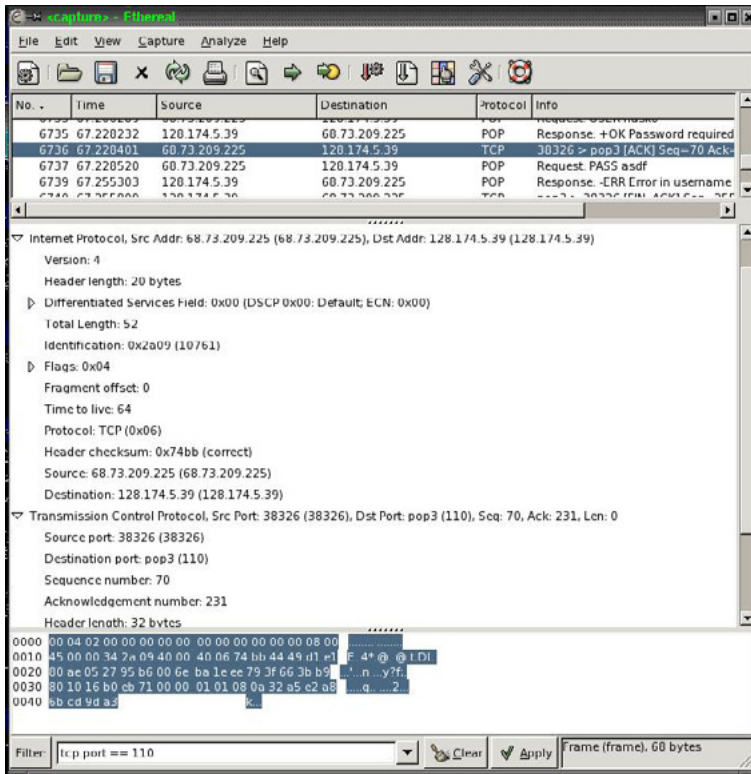 <capture> - Ethereal
File Edit View Capture Analyze Help
No. . Time Source Destination Protocol Info
6735 67.228232 128.174.5.39 68.73.209.225 POP Response. +OK Password required
6736 67.228401 68.73.209.225 128.174.5.39 TCP 38326 > pop3 [ACK] Seq=70 Ack-
6737 67.228520 68.73.209.225 128.174.5.39 POP Request. PASS asdf
6739 67.255303 128.174.5.39 68.73.209.225 POP Response. -ERR Error in username
Internet Protocol, Src Addr: 68.73.209.225 (68.73.209.225), Dst Addr: 128.174.5.39 (128.174.5.39)
Version: 4
Header length: 20 bytes
Differentiated Services Field: 0x00 (DSCP 0x00: Default; ECN: 0x00)
Total Length: 52
Identification: 0x2a09 (10761)
Flags: 0x04
Fragment offset: 0
Time to live: 64
Protocol: TCP (0x06)
Header checksum: 0x74bb (correct)
Source: 68.73.209.225 (68.73.209.225)
Destination: 128.174.5.39 (128.174.5.39)
Transmission Control Protocol, Src Port: 38326 (38326), Dst Port: pop3 (110), Seq: 70, Ack: 231, Len: 0
Source port: 38326 (38326)
Destination port: pop3 (110)
Sequence number: 70
Acknowledgement number: 231
Header length: 32 bytes
0000 00 04 02 00 00 00 00 00 00 00 00 00 00 00 08 00 ........ ........
0010 45 00 00 34 2a 09 40 00 40 06 74 bb 44 49 d1 e1 E 4* @ @ t.DI
0020 80 ae 05 27 95 b6 00 6e ba 1e ee 79 3f 66 3b b9 ...'...n ...y?f;.
0030 80 10 16 b0 cb 71 00 00 01 01 08 0a 32 a5 c2 a8 .....q.. ....2...
0040 6b cd 9d a3 k...
Filter: tcp port == 110 Clear Apply Frame (frame), 68 bytes